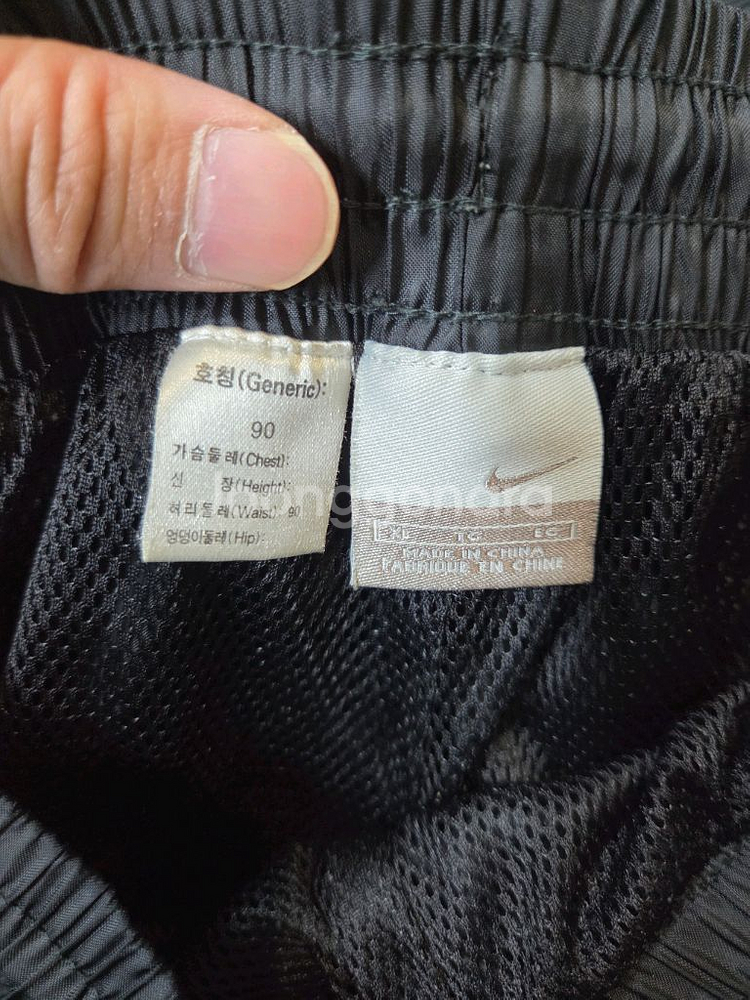 호칭(Generic):
90
가슴둘레(Chest):
신 장(Height):
허리둘레(Waist): 90
엉덩이둘레(Hip):
XL TG EG
MADE IN CHINA
FABRIQUE EN CHINE